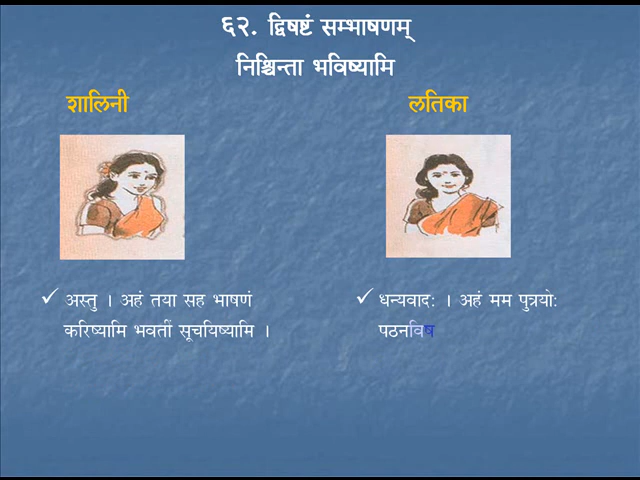 ६२. द्विषष्टं सम्भाषणम्
निश्चिन्ता भविष्यामि
शालिनी
लतिका
अस्तु । अहं तया सह भाषणं
करिष्यामि भवतीं सूचयिष्यामि ।
धन्यवादः । अहं मम पुत्रयोः
पठनविष